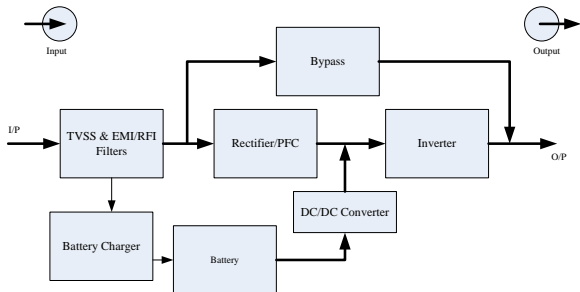 Input
Output
Bypass
I/P
TVSS & EMI/RFI
Filters
Rectifier/PFC
Inverter
O/P
DC/DC Converter
Battery Charger
Battery